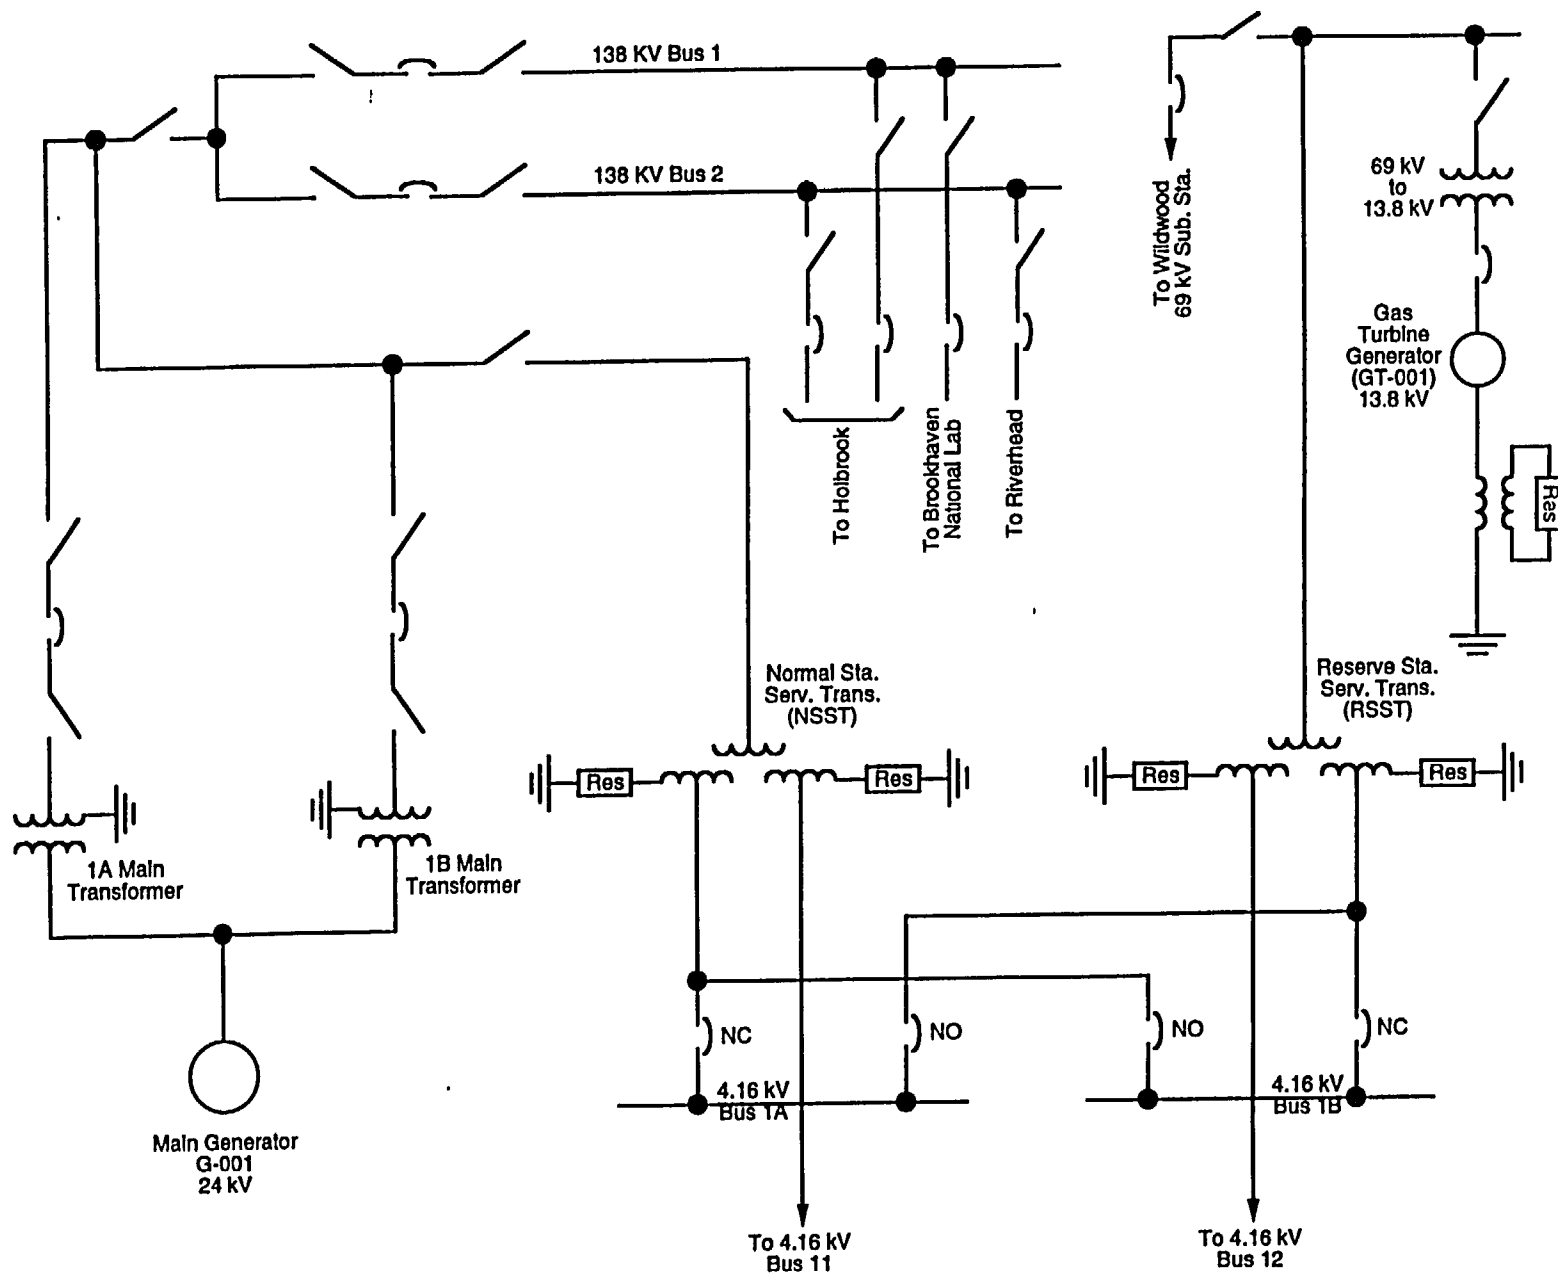 138 KV Bus 1
138 KV Bus 2
To Wildwood
69 kV Sub. Sta.
69 kV
to
13.8 kV
Gas
Turbine
Generator
(GT-001)
13.8 kV
Res
To Holbrook
To Brookhaven
National Lab
To Riverhead
Normal Sta.
Serv. Trans.
(NSST)
Reserve Sta.
Serv. Trans.
(RSST)
Res
Res
Res
Res
1A Main
Transformer
1B Main
Transformer
NC
NO
NO
NC
4.16 kV
Bus 1A
4.16 kV
Bus 1B
Main Generator
G-001
24 kV
To 4.16 kV
Bus 11
To 4.16 kV
Bus 12